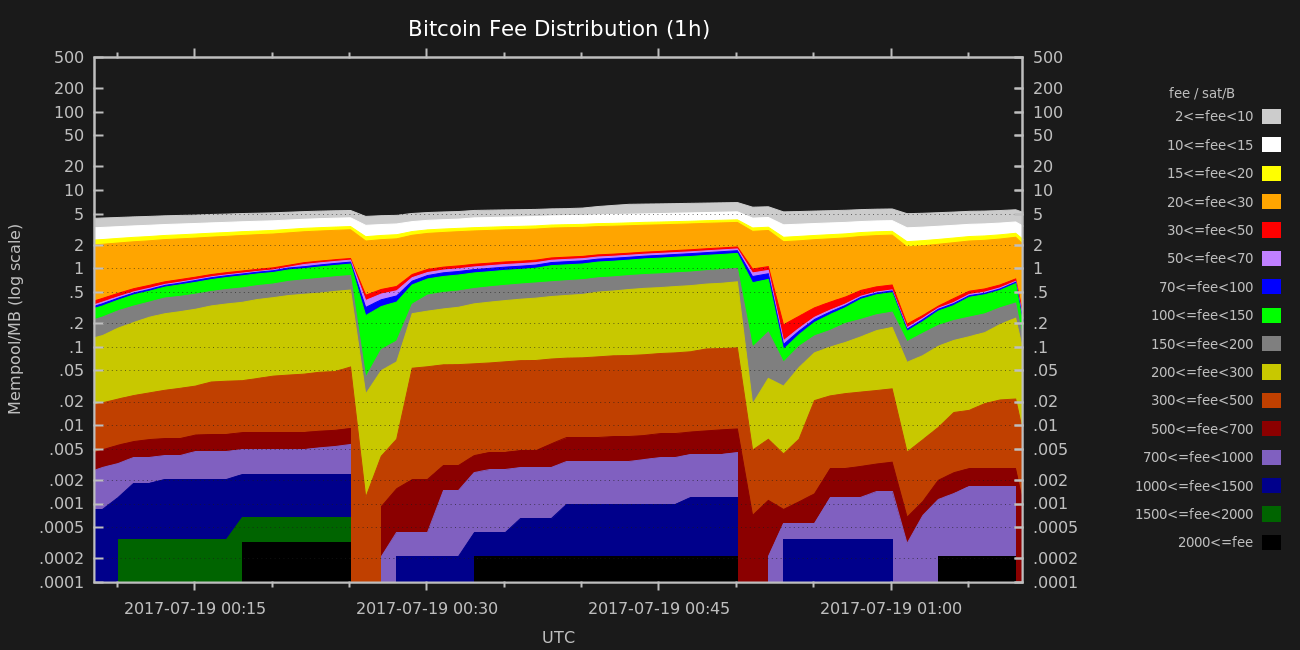 Bitcoin Fee Distribution (1h)
500 500
200 200
100 100
50 50
20 20
10 10
5 5
2 2
1 1
.5 .5
.2 .2
.1 .1
.05 .05
.02 .02
.01 .01
.005 .005
.002 .002
.001 .001
.0005 .0005
.0002 .0002
.0001 .0001
Mempool/MB (log scale)
2017-07-19 00:15 2017-07-19 00:30 2017-07-19 00:45 2017-07-19 01:00
UTC
fee / sat/B
2<=fee<10
10<=fee<15
15<=fee<20
20<=fee<30
30<=fee<50
50<=fee<70
70<=fee<100
100<=fee<150
150<=fee<200
200<=fee<300
300<=fee<500
500<=fee<700
700<=fee<1000
1000<=fee<1500
1500<=fee<2000
2000<=fee